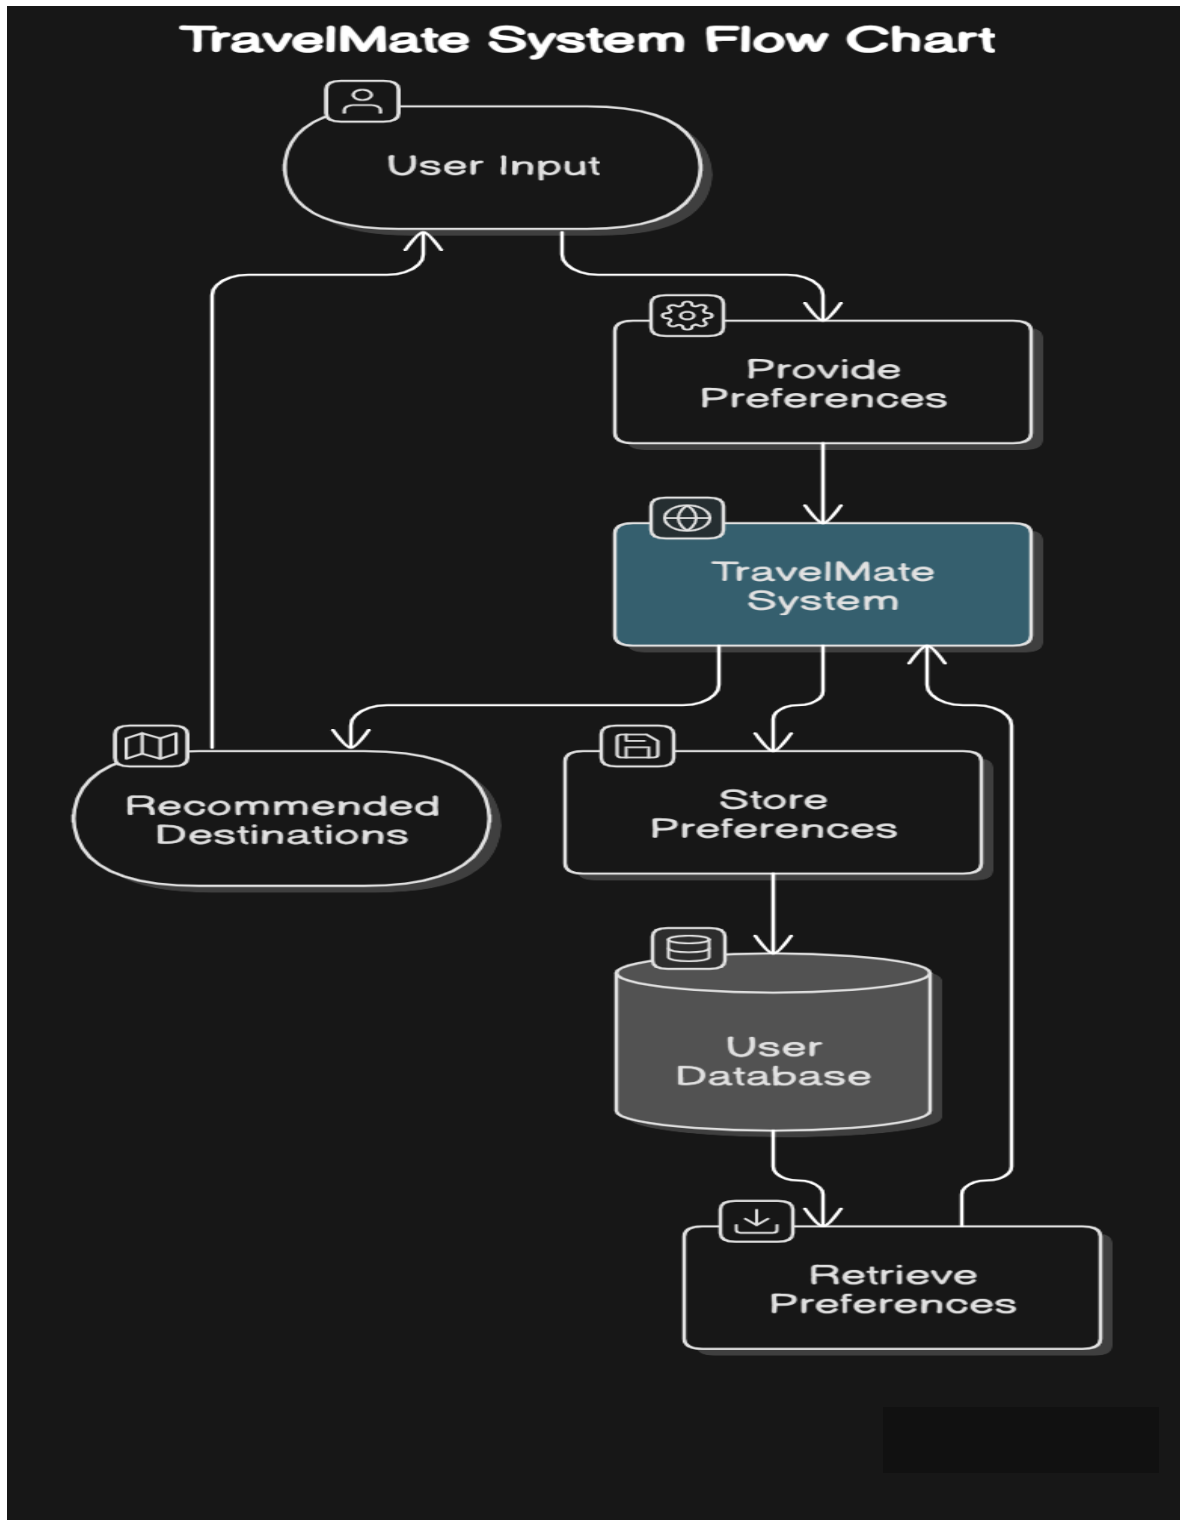 TravelMate System Flow Chart
User Input
Provide
Preferences
TravelMate
System
Recommended
Destinations
Store
Preferences
User
Database
Retrieve
Preferences